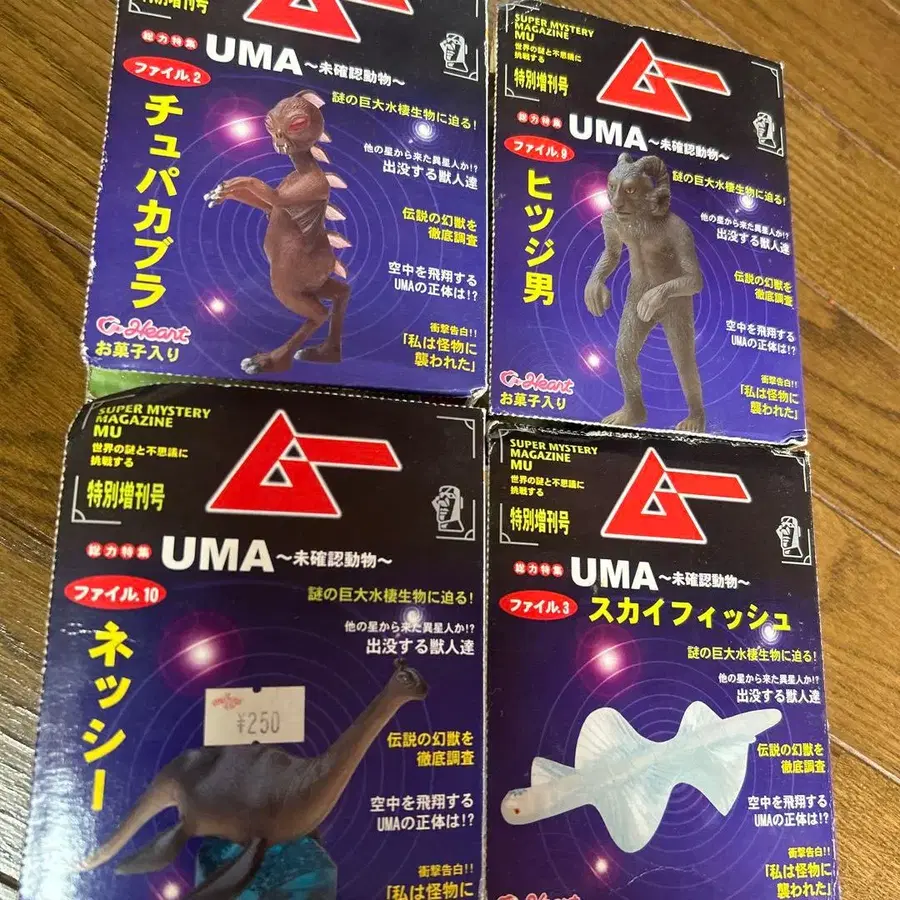 特別増刊号
総力特集
UMA~未確認動物~
ファイル.2
チュパカブラ
謎の巨大水棲生物に迫る!
他の星から来た異星人か!?
出没する獣人達
伝説の幻獣を
徹底調査
空中を飛翔する
UMAの正体は!?
衝撃告白!!
「私は怪物に
襲われた」
Heart
お菓子入り
SUPER MYSTERY
MAGAZINE
MU
世界の謎と不思議に
挑戦する
特別増刊号
ムー
総力特集
UMA~未確認動物~
ファイル.9
ヒツジ男
謎の巨大水棲生物に迫る!
他の星から来た異星人か!?
出没する獣人達
伝説の幻獣を
徹底調査
空中を飛翔する
UMAの正体は!?
衝撃告白!!
「私は怪物に
襲われた」
Heart
お菓子入り
SUPER MYSTERY
MAGAZINE
MU
世界の謎と不思議に
挑戦する
特別増刊号
ムー
総力特集
UMA~未確認動物~
ファイル.10
ネッシー
謎の巨大水棲生物に迫る!
他の星から来た異星人か!?
出没する獣人達
¥250
伝説の幻獣を
徹底調査
空中を飛翔する
UMAの正体は!?
衝撃告白!!
「私は怪物に
SUPER MYSTERY
MAGAZINE
MU
世界の謎と不思議に
挑戦する
特別増刊号
ムー
総力特集
UMA~未確認動物~
ファイル.3
スカイフィッシュ
謎の巨大水棲生物に迫る!
他の星から来た異星人か!?
出没する獣人達
伝説の幻獣を
徹底調査
空中を飛翔する
UMAの正体は!?
衝撃告白!!
「私は怪物に
襲われた」
Heart